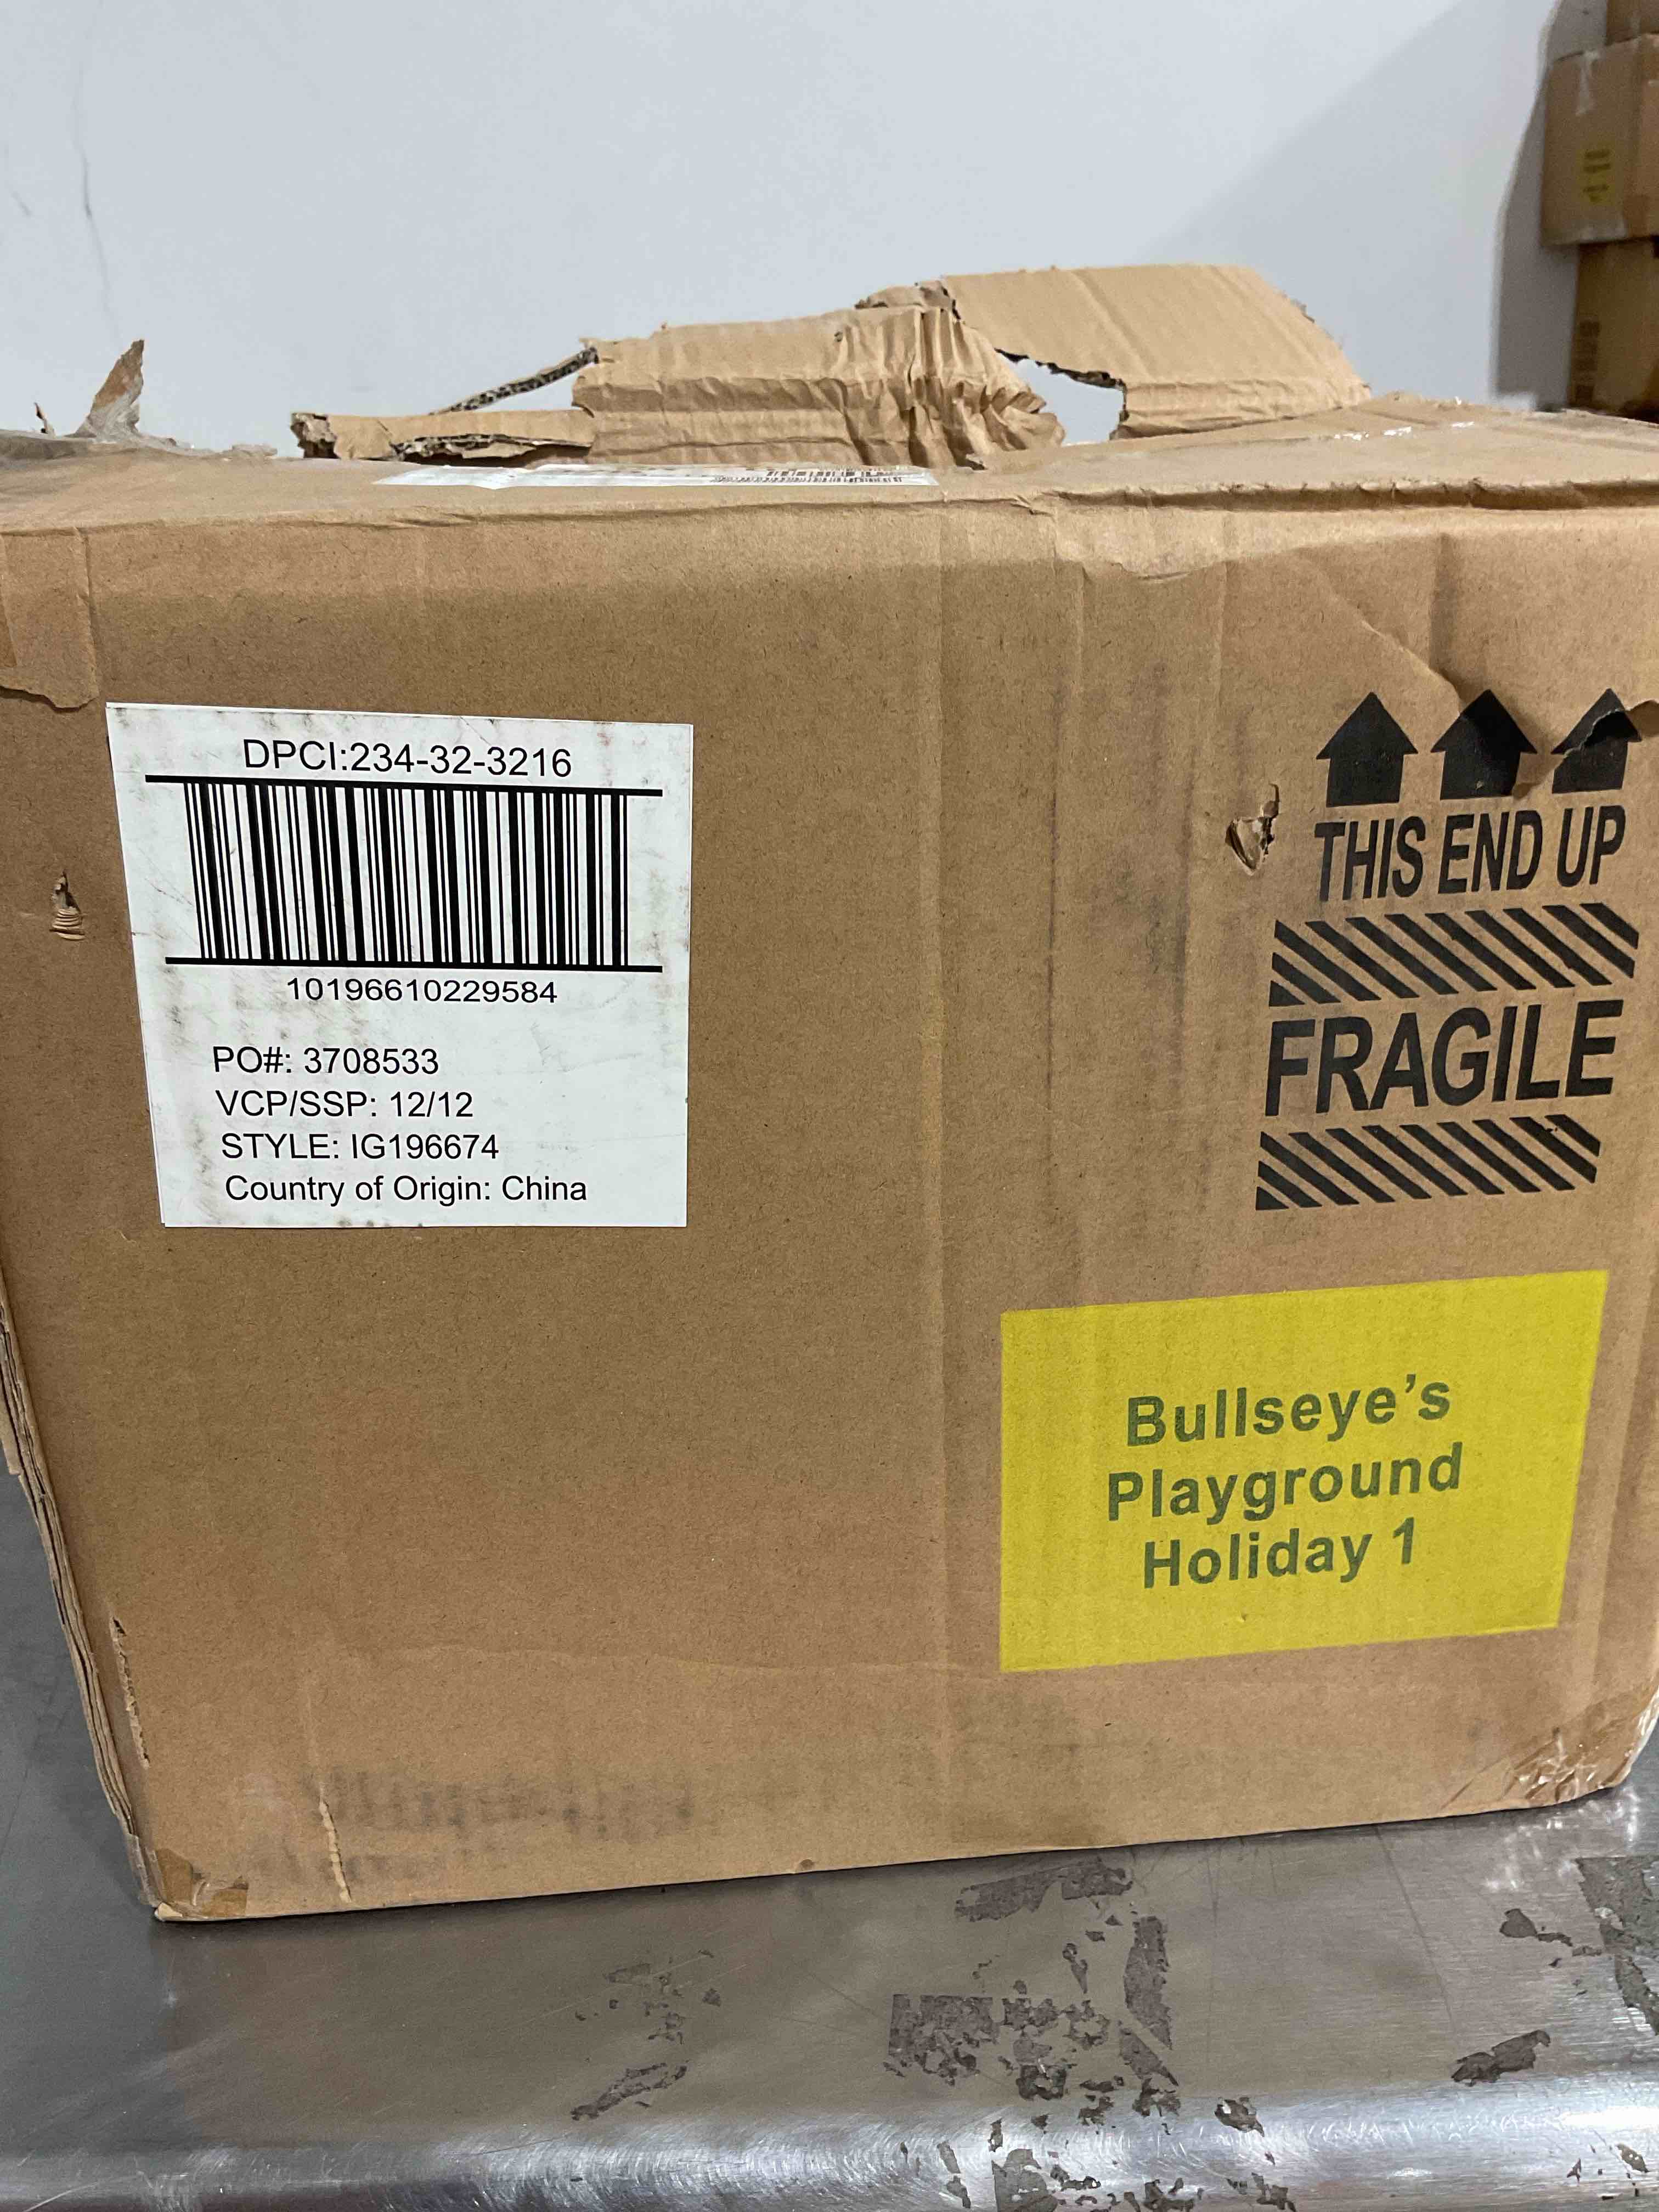 DPCI:234-32-3216
10196610229584
PO#: 3708533
VCP/SSP: 12/12
STYLE: IG196674
Country of Origin: China
THIS END UP
FRAGILE
Bullseye's
Playground
Holiday 1